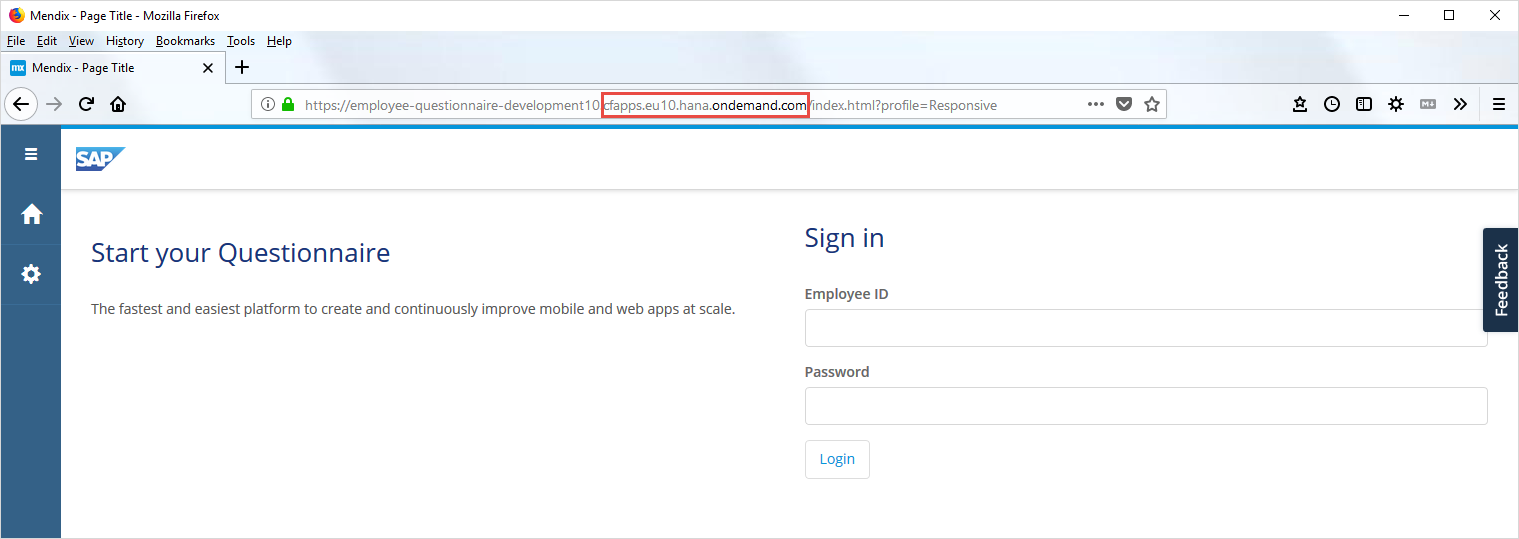 Mendix - Page Title - Mozilla Firefox
File Edit View History Bookmarks Tools Help
mx Mendix - Page Title
https://employee-questionnaire-development10.cfapps.eu10.hana.ondemand.com/index.html?profile=Responsive
SAP
Start your Questionnaire
The fastest and easiest platform to create and continuously improve mobile and web apps at scale.
Sign in
Employee ID
Password
Login
Feedback